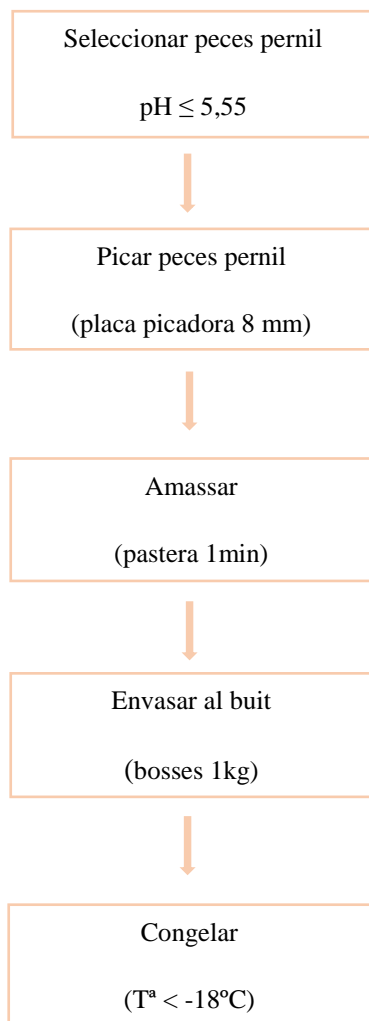 Seleccionar peces pernil
pH ≤ 5,55
Picar peces pernil
(placa picadora 8 mm)
Amassar
(pastera 1min)
Envasar al buit
(bosses 1kg)
Congelar
(Tª < -18ºC)